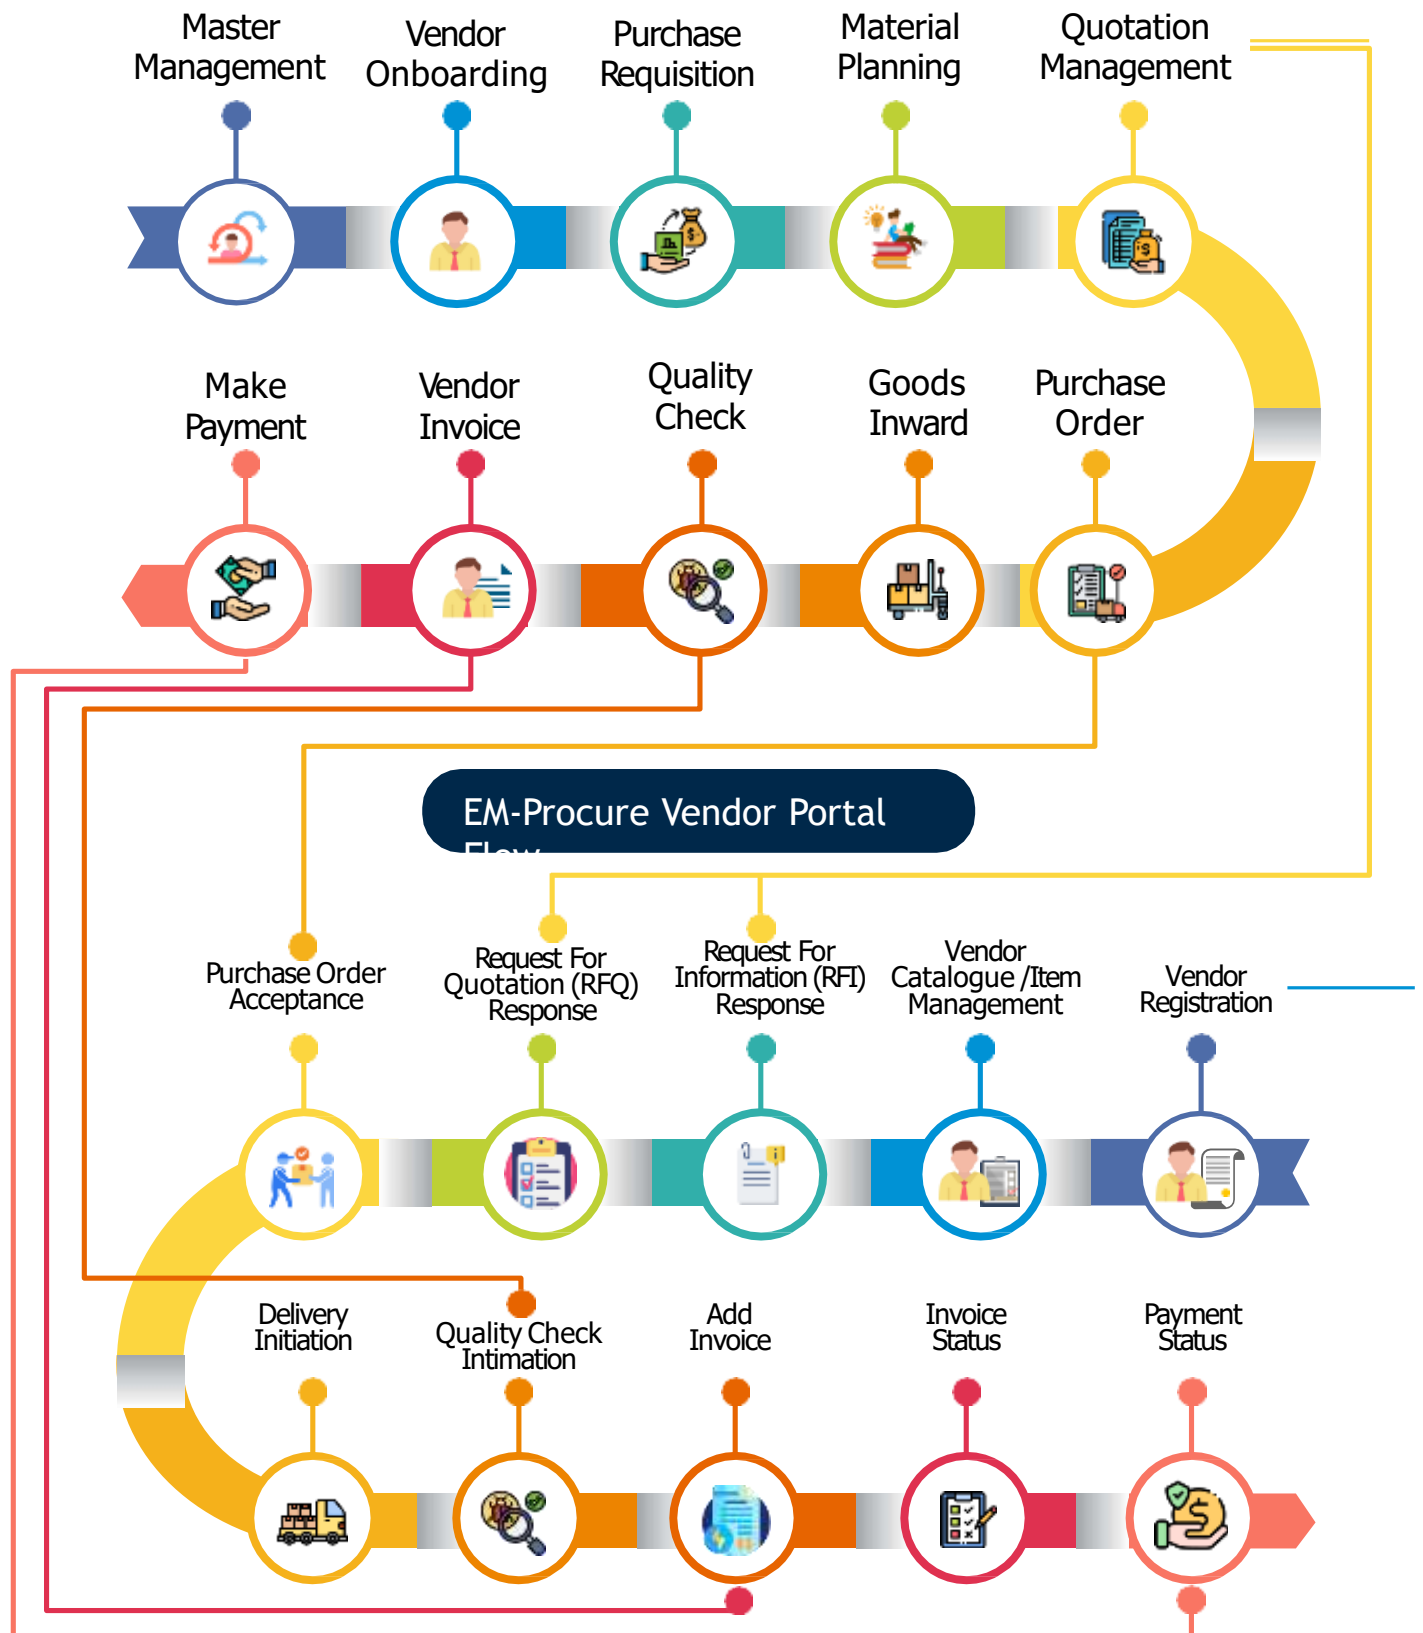 Master
Management
Vendor
Onboarding
Purchase
Requisition
Material
Planning
Quotation
Management
Make
Payment
Vendor
Invoice
Quality
Check
Goods
Inward
Purchase
Order
EM-Procure Vendor Portal
Flow
Purchase Order
Acceptance
Request For
Quotation (RFQ)
Response
Request For
Information (RFI)
Response
Vendor
Catalogue /Item
Management
Vendor
Registration
Delivery
Initiation
Quality Check
Intimation
Add
Invoice
Invoice
Status
Payment
Status